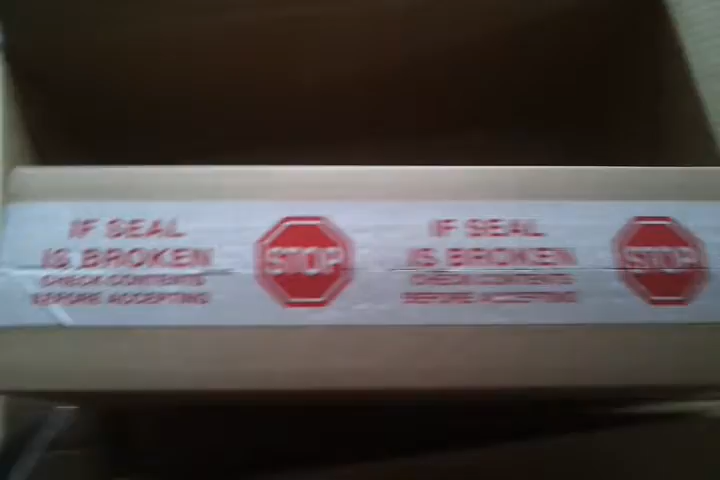 IF SEAL
IS BROKEN
CHECK CONTENTS
BEFORE ACCEPTING
STOP
IF SEAL
IS BROKEN
CHECK CONTENTS
BEFORE ACCEPTING
STOP